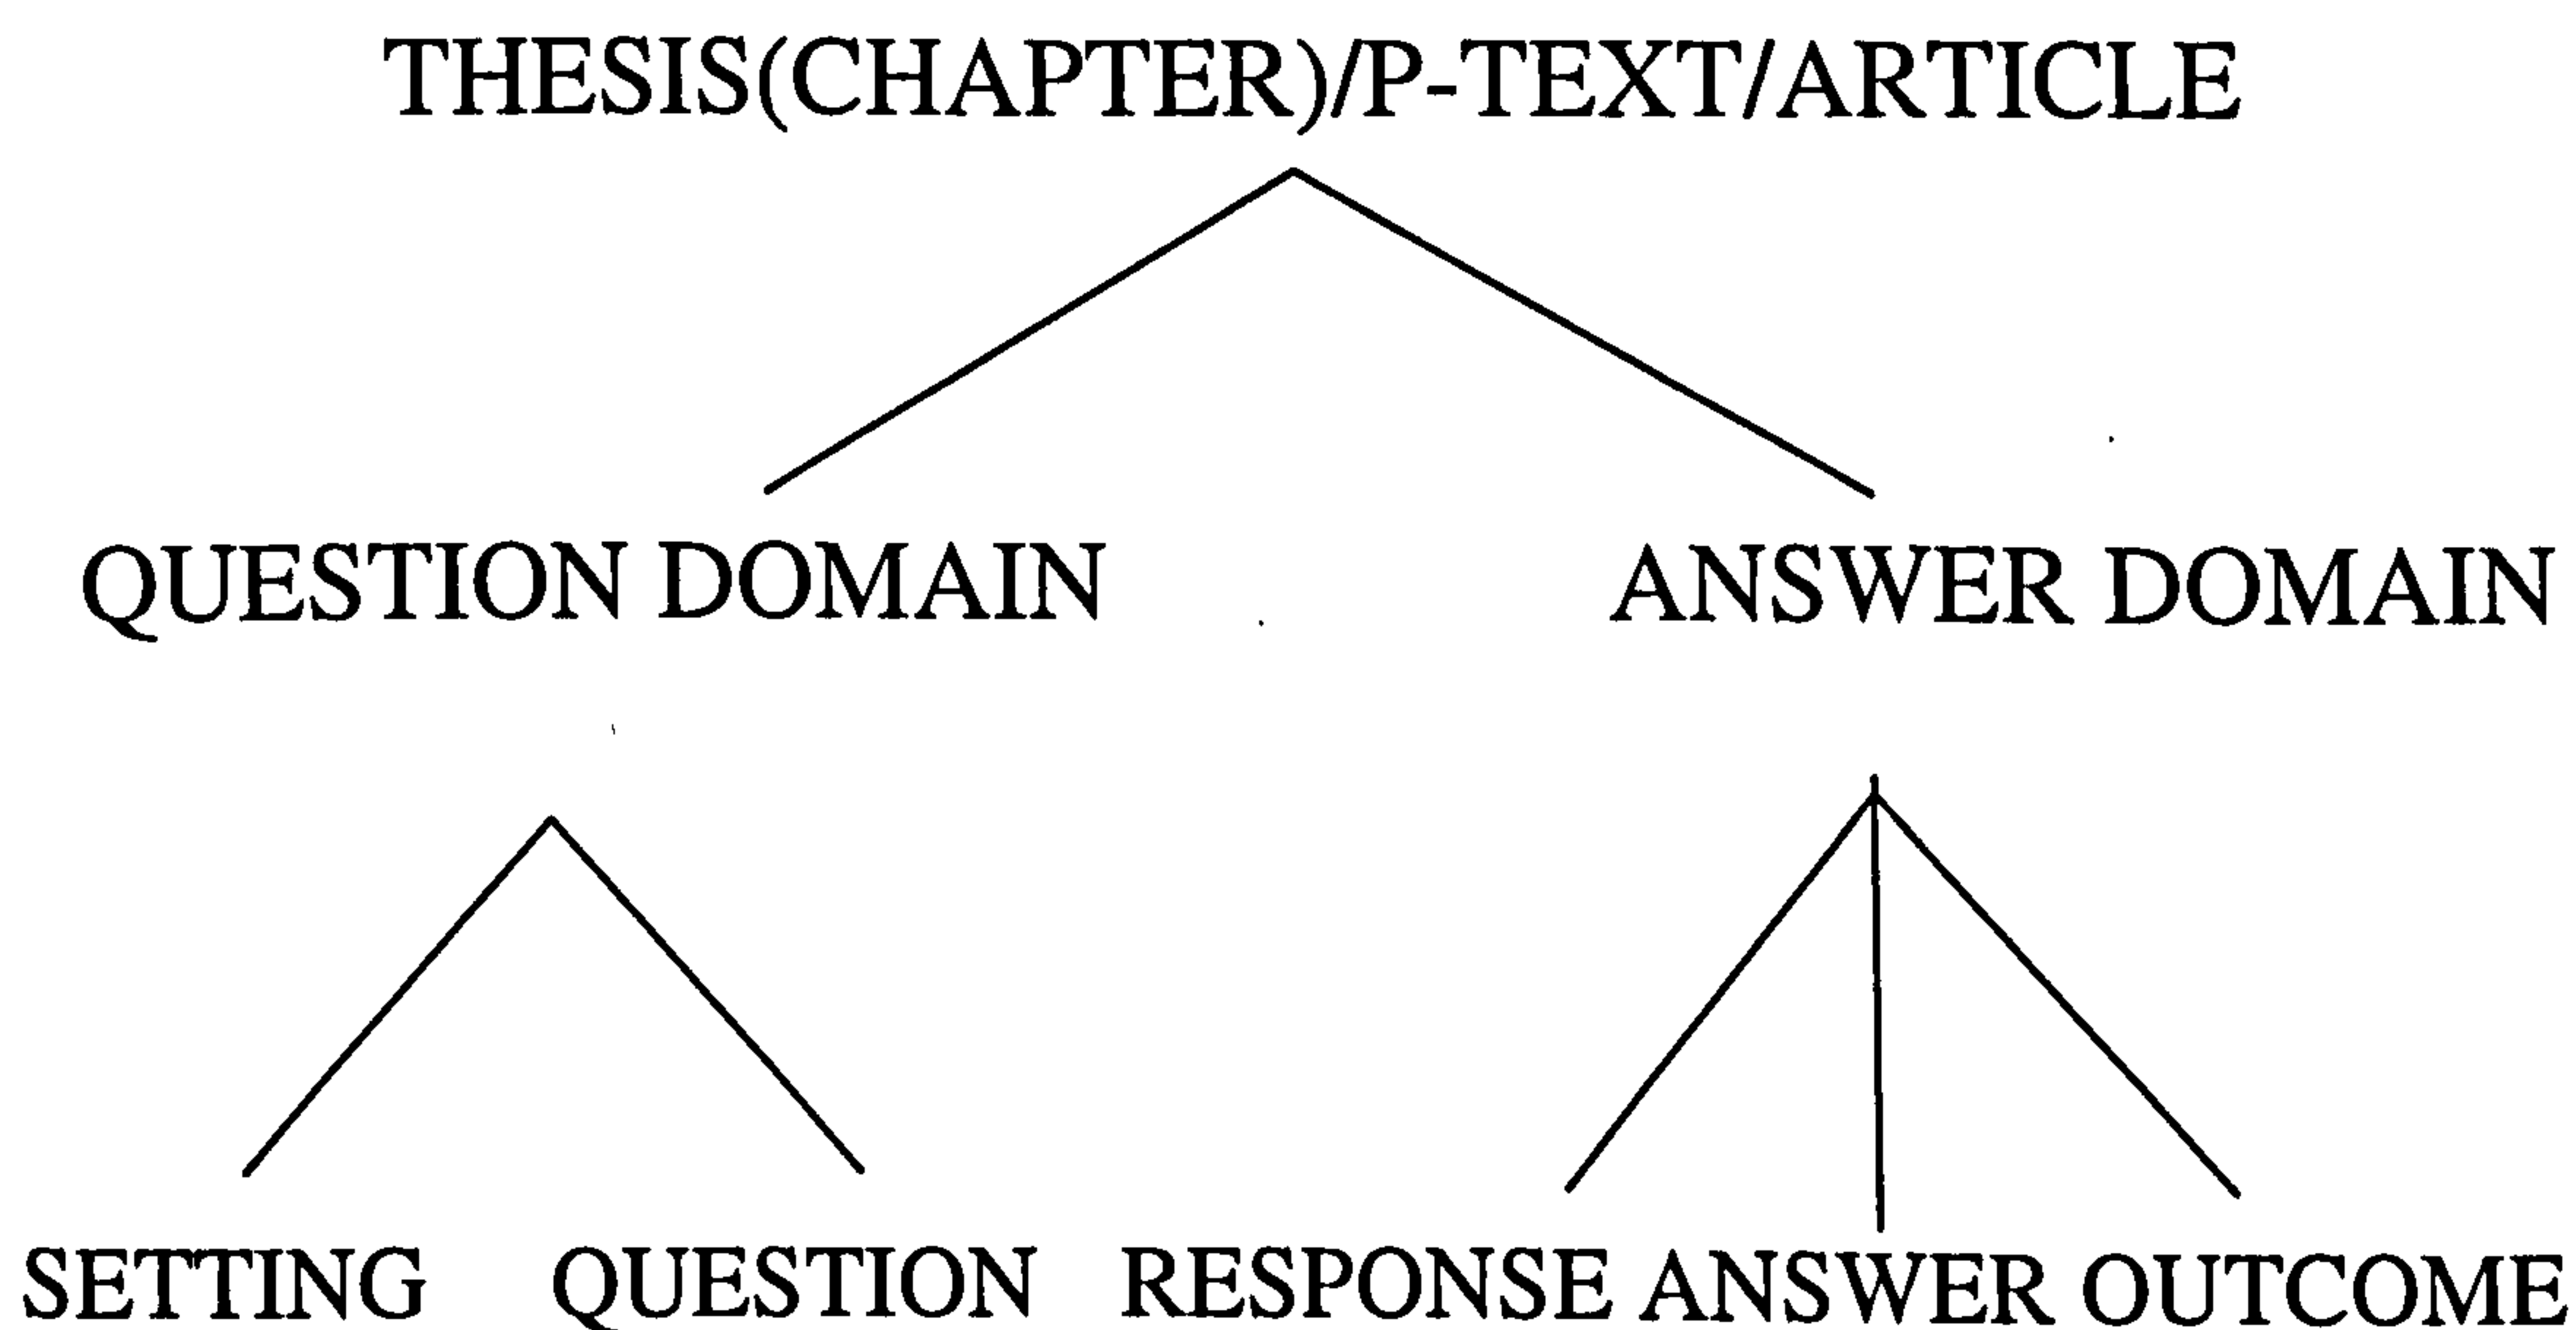 THESIS(CHAPTER)/P-TEXT/ARTICLE
QUESTION DOMAIN ANSWER DOMAIN
SETTING QUESTION RESPONSE ANSWER OUTCOME